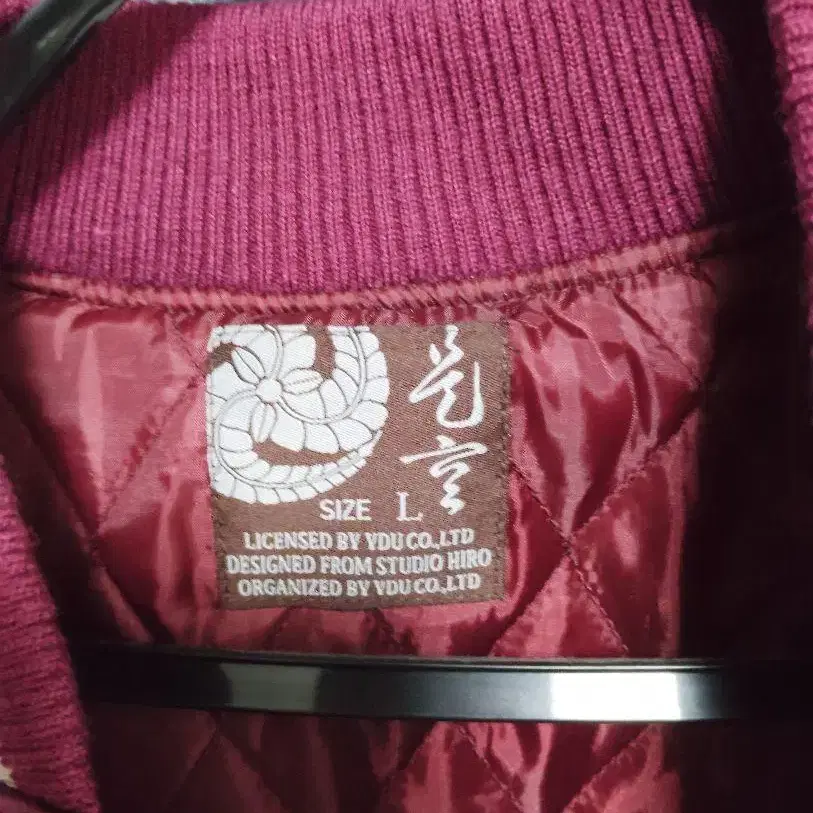 SIZE L
LICENSED BY YDU CO.,LTD
DESIGNED FROM STUDIO HIRO
ORGANIZED BY YDU CO.,LTD